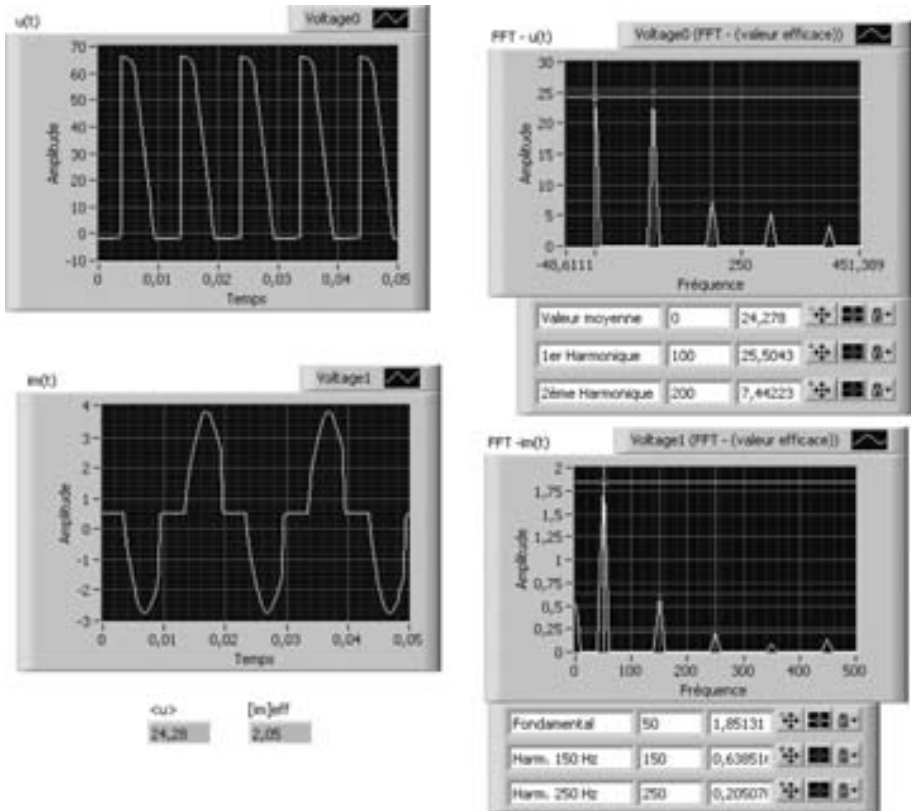 u(t)
Voltage0
70
60
50
40
30
20
10
0
-10
Amplitude
0
0,01
0,02
0,03
0,04
0,05
Temps
FFT - u(t)
Voltage0 (FFT - (valeur efficace))
30
25
20
15
10
5
0
Amplitude
-48,6111
250
451,389
Fréquence
Valeur moyenne 0 24,278
1er Harmonique 100 25,5043
2ème Harmonique 200 7,44223
im(t)
Voltage1
4
3
2
1
0
-1
-2
-3
Amplitude
0
0,01
0,02
0,03
0,04
0,05
Temps
<u>
24,28
[im]eff
2,05
FFT -im(t)
Voltage1 (FFT - (valeur efficace))
2
1,75
1,5
1,25
1
0,75
0,5
0,25
0
Amplitude
0
100
200
300
400
500
Fréquence
Fondamental 50 1,85131
Harm. 150 Hz 150
Harm. 250 Hz 250